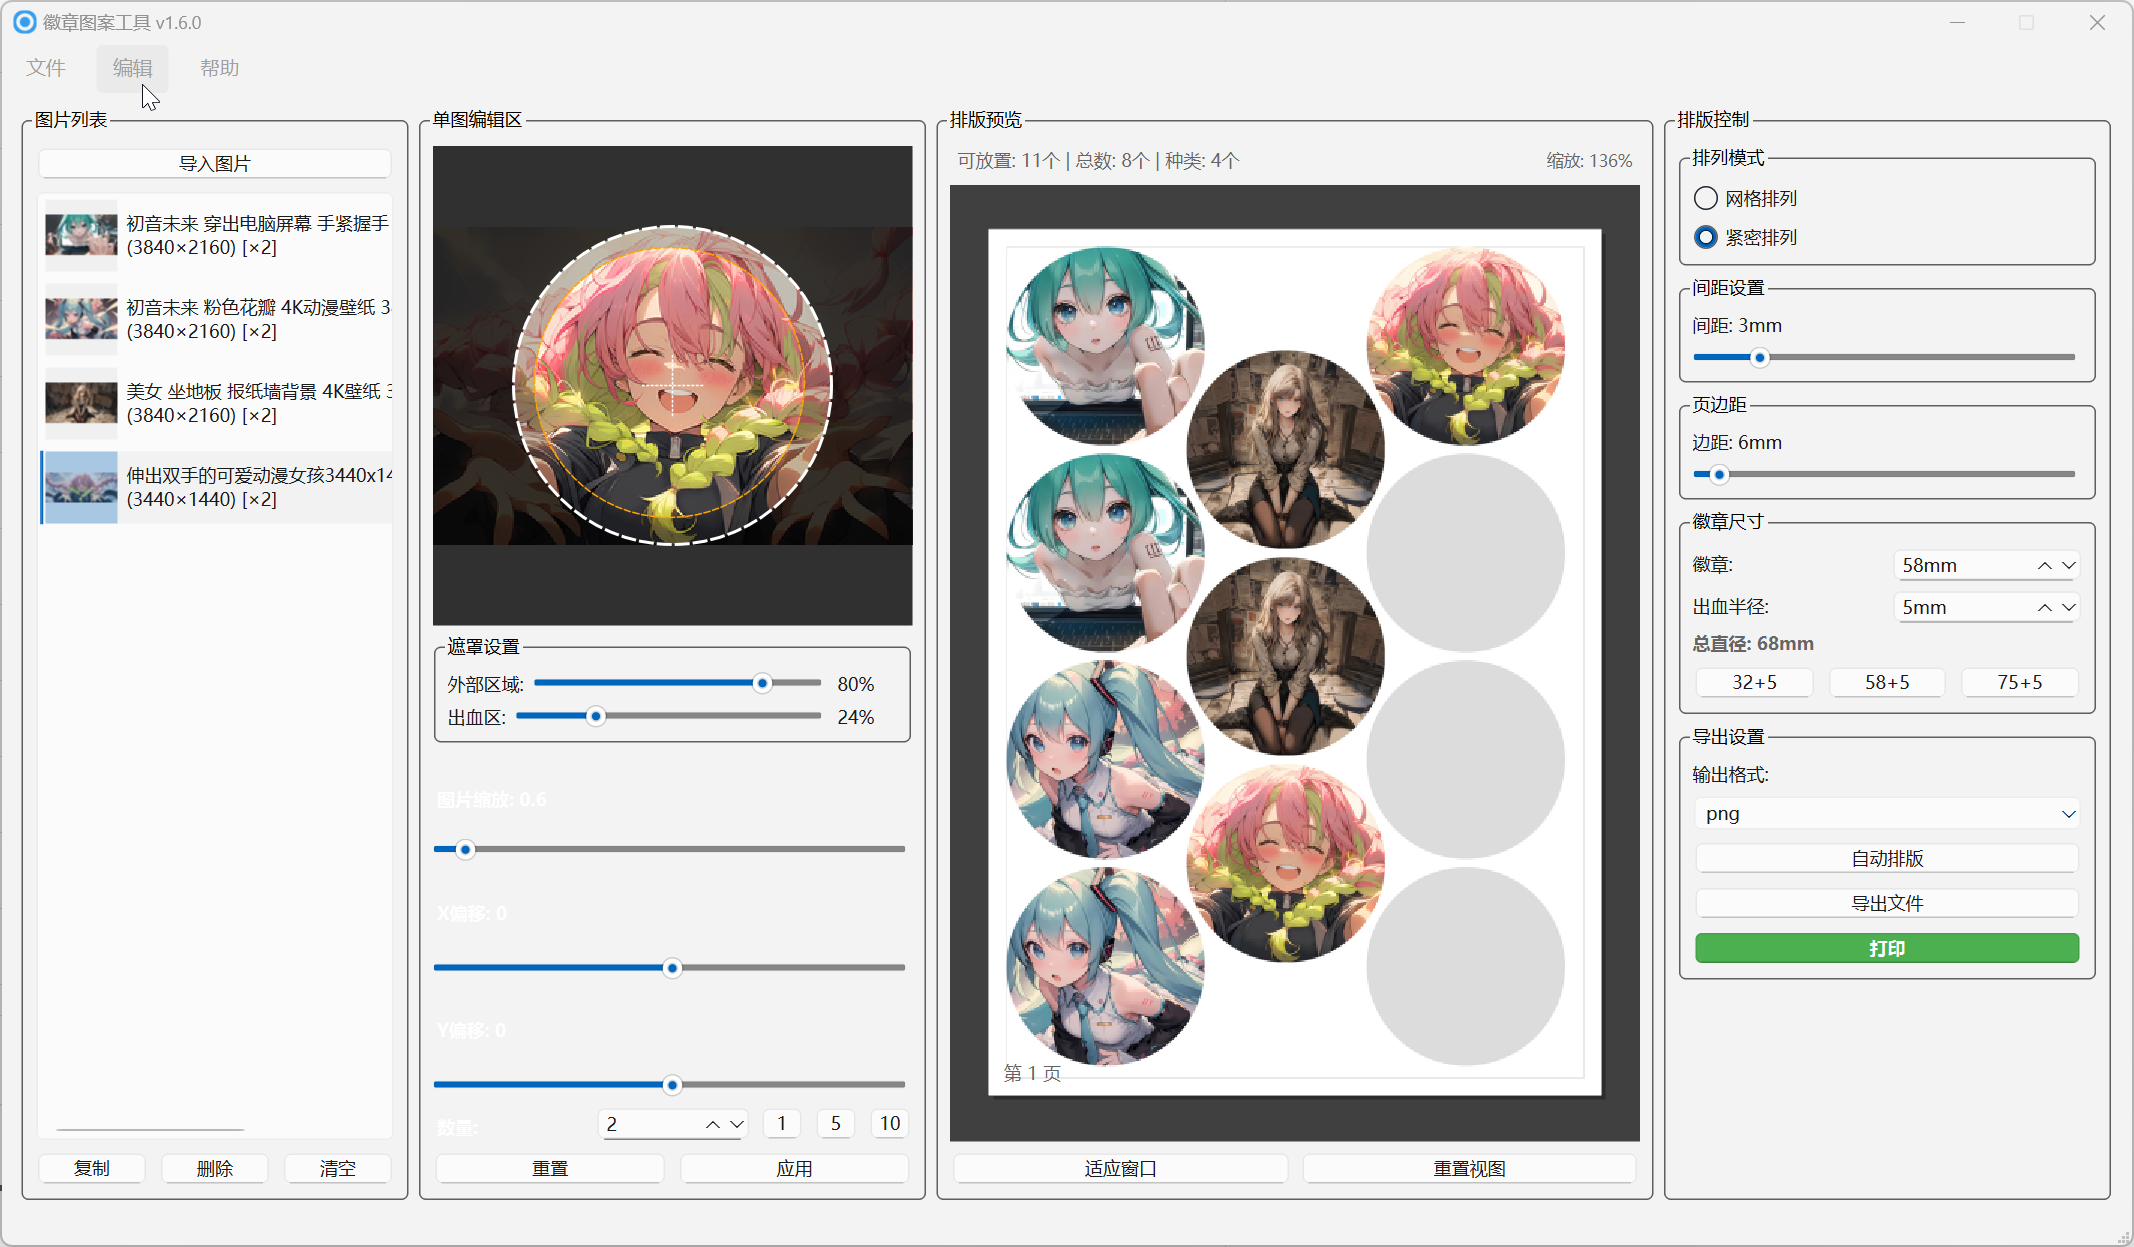 徽章图案工具 v1.6.0
文件
编辑
帮助
图片列表
导入图片
初音未来 穿出电脑屏幕 手紧握手
(3840×2160) [×2]
初音未来 粉色花瓣 4K动漫壁纸 3
(3840×2160) [×2]
美女 坐地板 报纸墙背景 4K壁纸 3
(3840×2160) [×2]
伸出双手的可爱动漫女孩3440x14
(3440×1440) [×2]
复制
删除
清空
单图编辑区
遮罩设置
外部区域:
80%
出血区:
24%
图片缩放: 0.6
X偏移: 0
Y偏移: 0
数量:
2
1
5
10
重置
应用
排版预览
可放置: 11个 | 总数: 8个 | 种类: 4个
缩放: 136%
第 1 页
适应窗口
重置视图
排版控制
排列模式
网格排列
紧密排列
间距设置
间距: 3mm
页边距
边距: 6mm
徽章尺寸
徽章:
58mm
出血半径:
5mm
总直径: 68mm
32+5
58+5
75+5
导出设置
输出格式:
png
自动排版
导出文件
打印